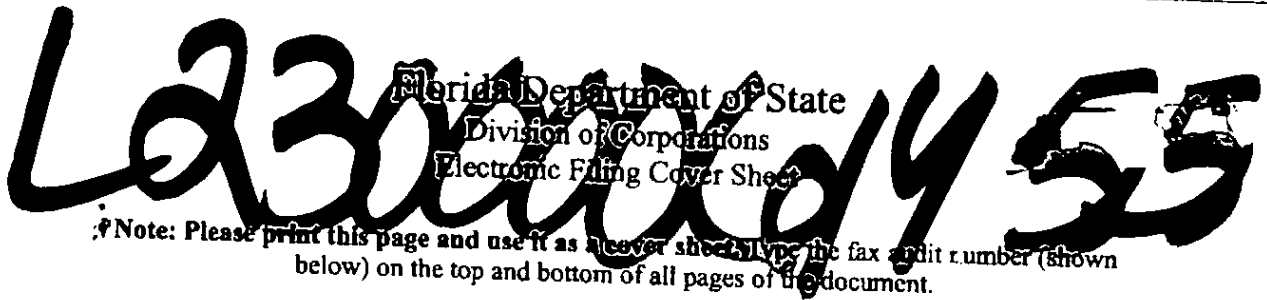 Florida Department of State
Division of Corporations
Electronic Filing Cover Sheet
Note: Please print this page and use it as a cover sheet. Type the fax audit number (shown
below) on the top and bottom of all pages of the document.